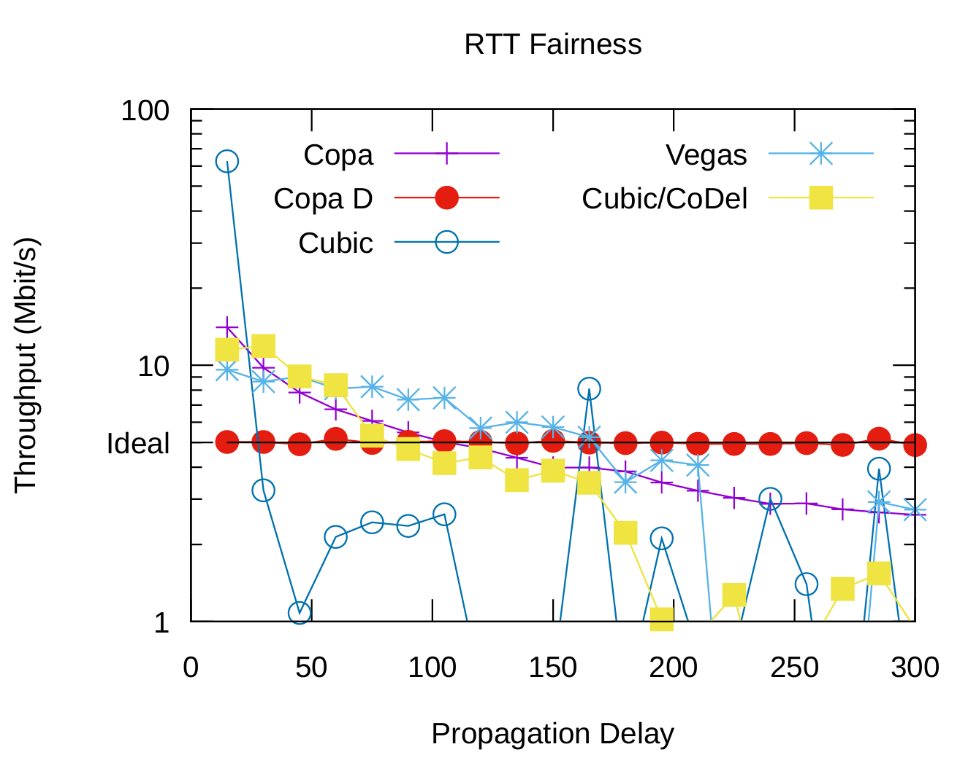 RTT Fairness
100
10
Ideal
1
Throughput (Mbit/s)
Copa
Copa D
Cubic
Vegas
Cubic/CoDel
0 50 100 150 200 250 300
Propagation Delay